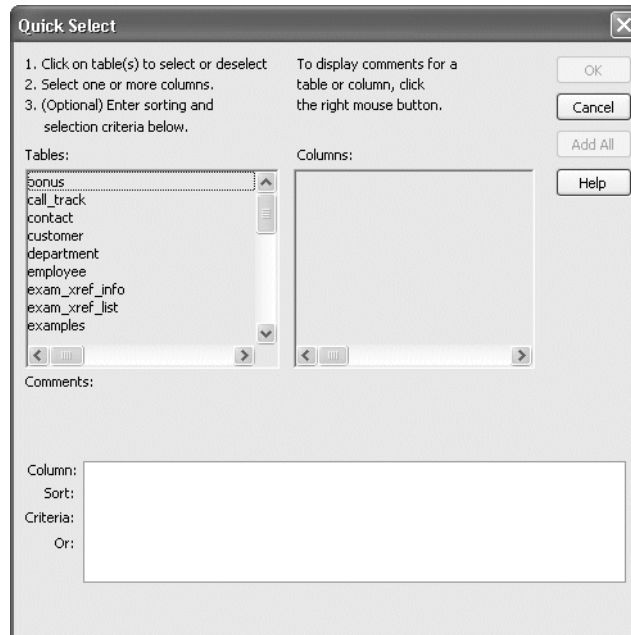 Quick Select
1. Click on table(s) to select or deselect
2. Select one or more columns.
3. (Optional) Enter sorting and
selection criteria below.
To display comments for a
table or column, click
the right mouse button.
OK
Cancel
Add All
Help
Tables:
bonus
call_track
contact
customer
department
employee
exam_xref_info
exam_xref_list
examples
Columns:
Comments:
Column:
Sort:
Criteria:
Or: